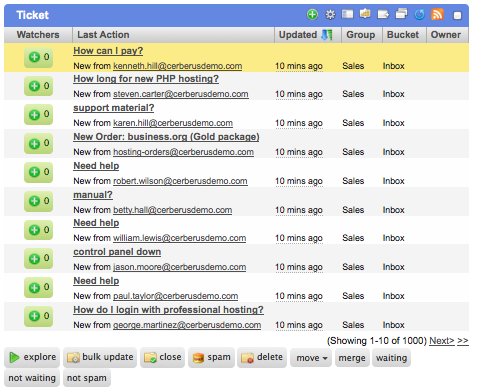 Ticket
Watchers Last Action Updated Group Bucket Owner
How can I pay?
0 New from kenneth.hill@cerberusdemo.com 10 mins ago Sales Inbox
How long for new PHP hosting?
0 New from steven.carter@cerberusdemo.com 10 mins ago Sales Inbox
support material?
0 New from karen.hill@cerberusdemo.com 10 mins ago Sales Inbox
New Order: business.org (Gold package)
0 New from hosting-orders@cerberusdemo.com 10 mins ago Sales Inbox
Need help
0 New from robert.wilson@cerberusdemo.com 10 mins ago Sales Inbox
manual?
0 New from betty.hall@cerberusdemo.com 10 mins ago Sales Inbox
Need help
0 New from william.lewis@cerberusdemo.com 10 mins ago Sales Inbox
control panel down
0 New from jason.moore@cerberusdemo.com 10 mins ago Sales Inbox
Need help
0 New from paul.taylor@cerberusdemo.com 10 mins ago Sales Inbox
How do I login with professional hosting?
0 New from george.martinez@cerberusdemo.com 10 mins ago Sales Inbox
(Showing 1-10 of 1000) Next> >>
explore bulk update close spam delete move merge waiting
not waiting not spam